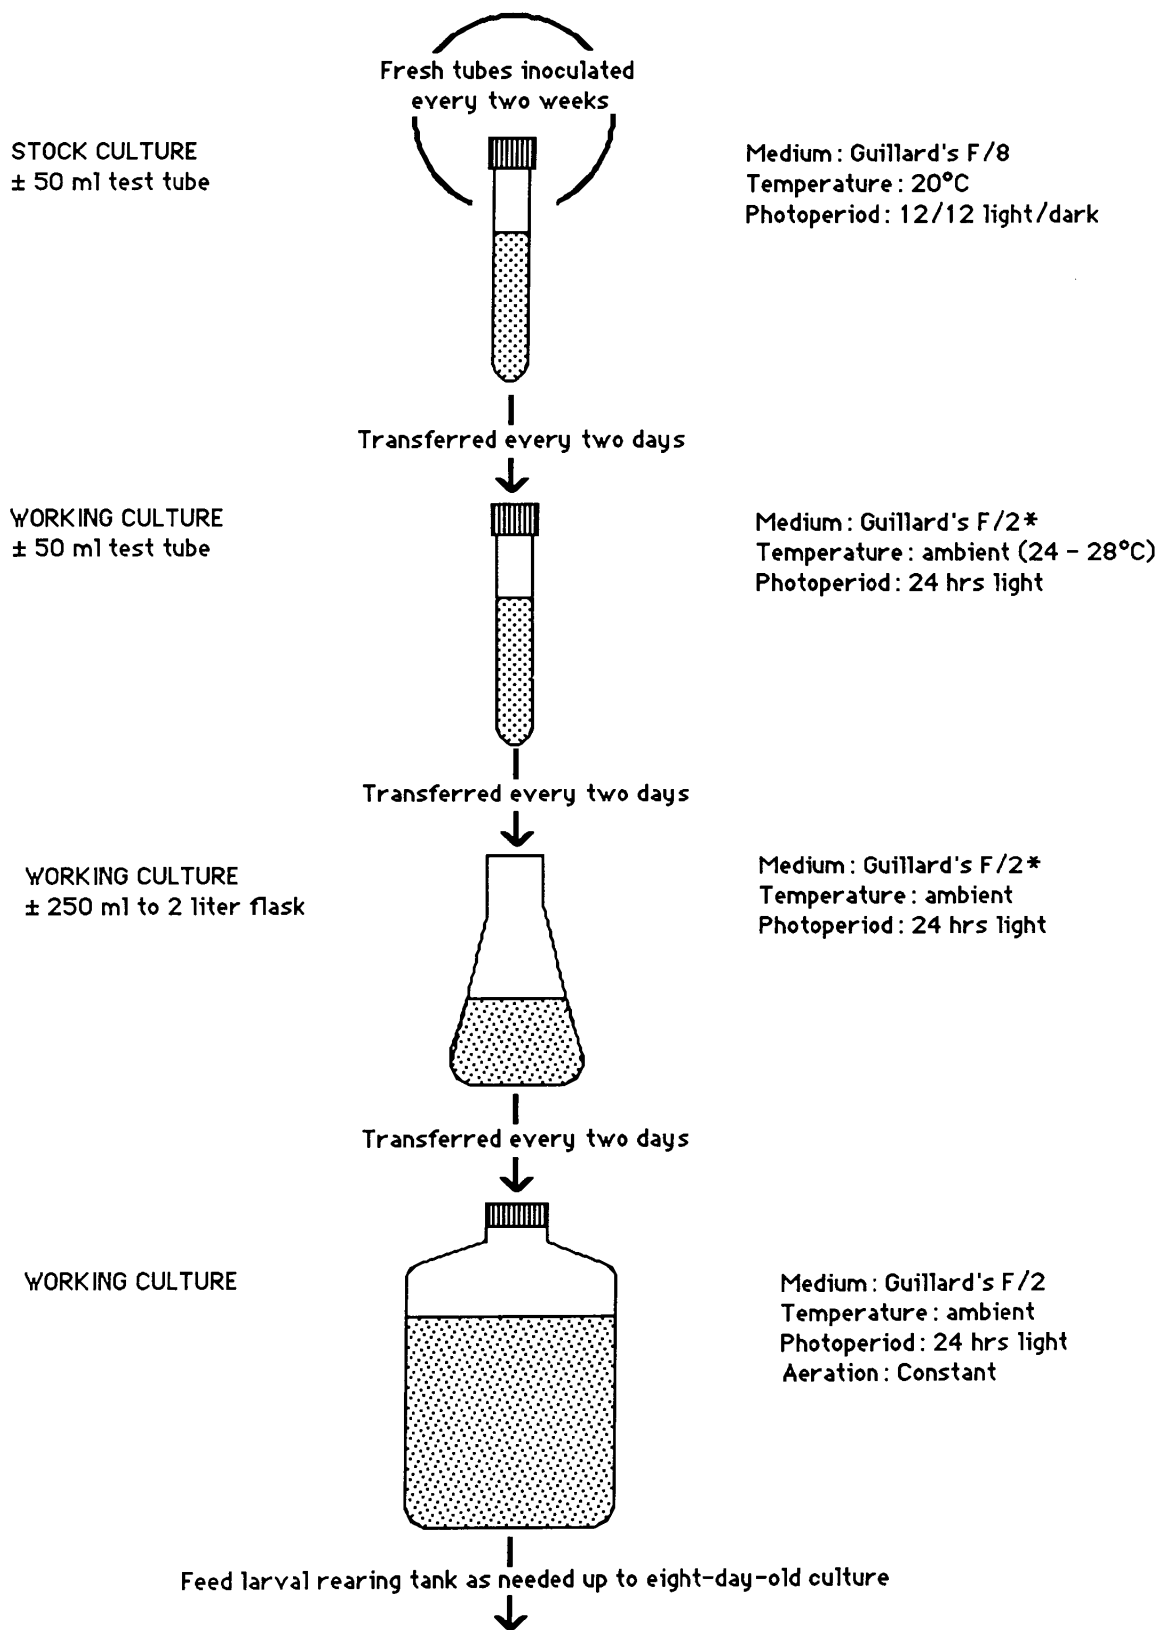 Fresh tubes inoculated
every two weeks
STOCK CULTURE
± 50 ml test tube
Medium : Guillard's F/8
Temperature : 20°C
Photoperiod : 12/12 light/dark
Transferred every two days
WORKING CULTURE
± 50 ml test tube
Medium : Guillard's F/2*
Temperature : ambient (24 - 28°C)
Photoperiod : 24 hrs light
Transferred every two days
WORKING CULTURE
± 250 ml to 2 liter flask
Medium : Guillard's F/2*
Temperature : ambient
Photoperiod : 24 hrs light
Transferred every two days
WORKING CULTURE
Medium : Guillard's F/2
Temperature : ambient
Photoperiod : 24 hrs light
Aeration : Constant
Feed larval rearing tank as needed up to eight-day-old culture